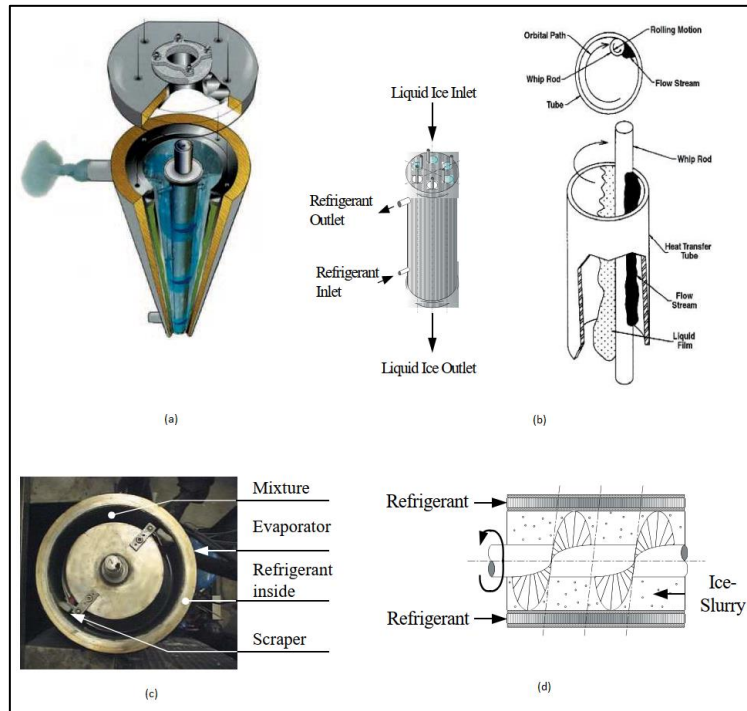 (a)
Liquid Ice Inlet
Refrigerant
Outlet
Refrigerant
Inlet
Liquid Ice Outlet
Orbital Path
Rolling Motion
Whip Rod
Flow Stream
Tube
Whip Rod
Heat Transfer
Tube
Flow
Stream
Liquid
Film
(b)
Mixture
Evaporator
Refrigerant
inside
Scraper
(c)
Refrigerant
Ice-
Slurry
Refrigerant
(d)